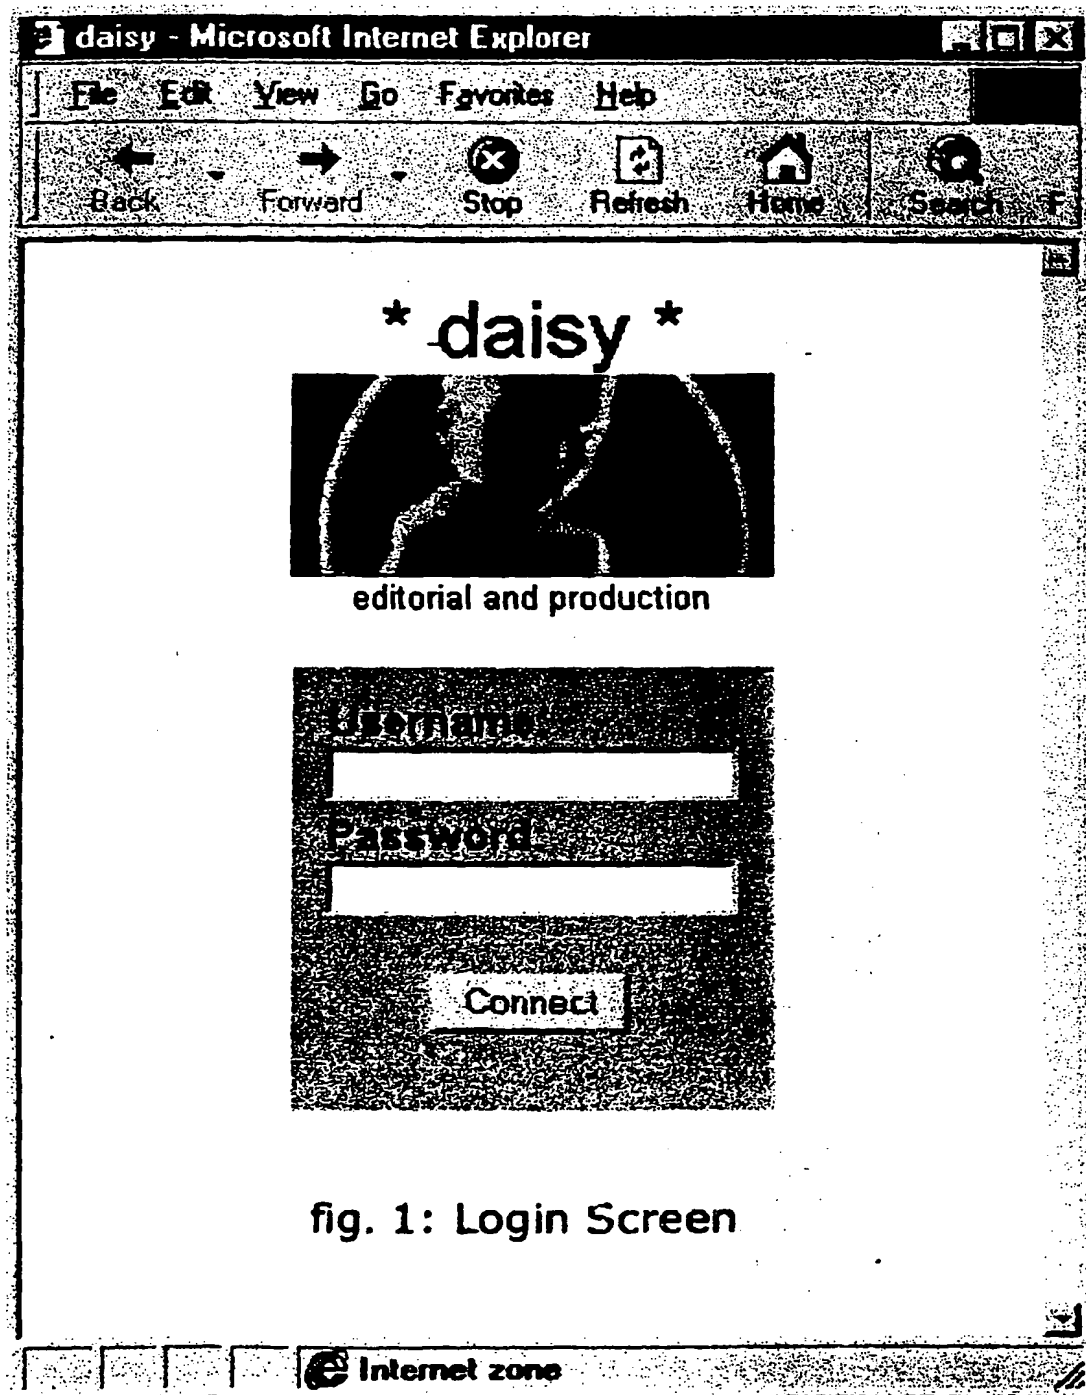 daisy - Microsoft Internet Explorer
File Edit View Go Favorites Help
Back Forward Stop Refresh Home Search F
* daisy *
editorial and production
Username
Password
Connect
fig. 1: Login Screen
Internet zone